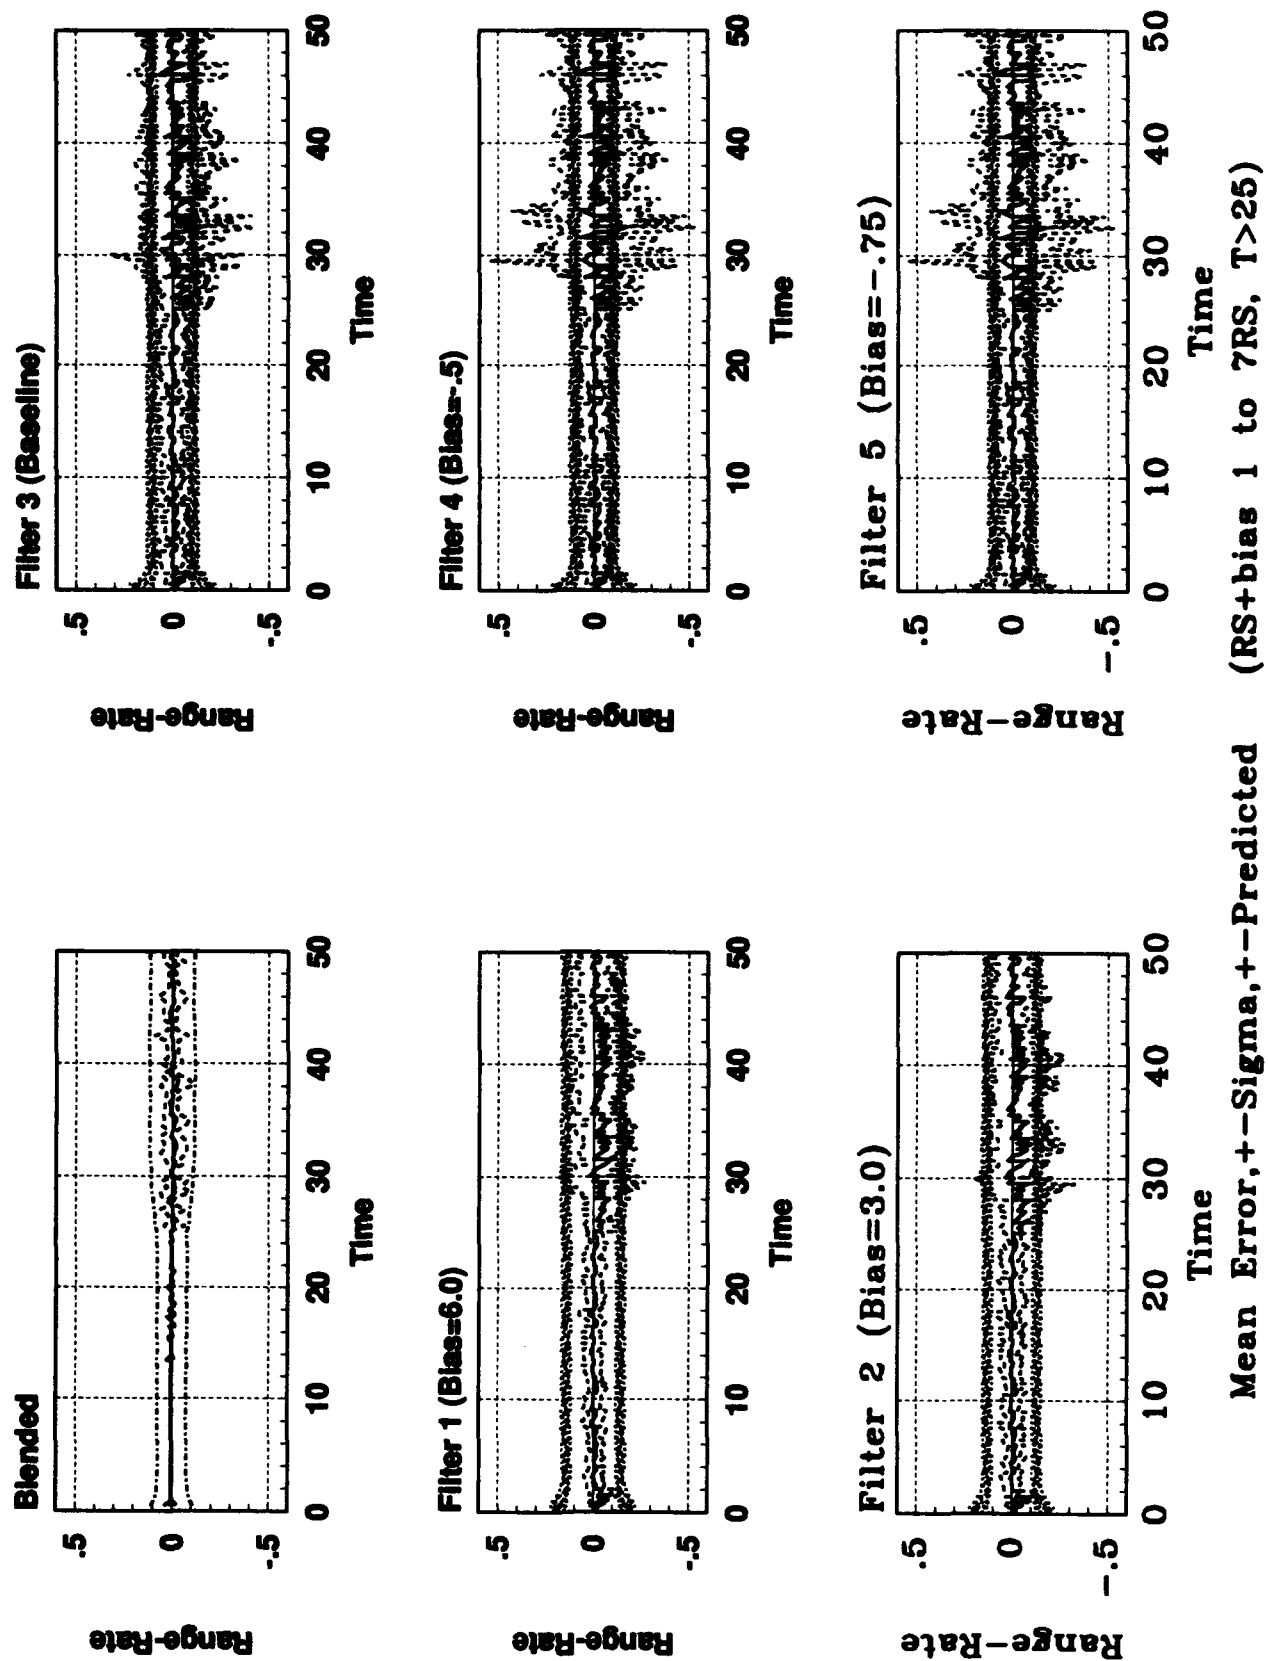 Blended
Range-Rate
.5
0
-.5
0 10 20 30 40 50
Time
Filter 3 (Baseline)
Range-Rate
.5
0
-.5
0 10 20 30 40 50
Time
Filter 1 (Bias=6.0)
Range-Rate
.5
0
-.5
0 10 20 30 40 50
Time
Filter 4 (Bias=-.5)
Range-Rate
.5
0
-.5
0 10 20 30 40 50
Time
Filter 2 (Bias=3.0)
Range-Rate
.5
0
-.5
0 10 20 30 40 50
Time
Filter 5 (Bias=-.75)
Range-Rate
.5
0
-.5
0 10 20 30 40 50
Time
Mean Error,+-Sigma,+-Predicted (RS+bias 1 to 7RS, T>25)